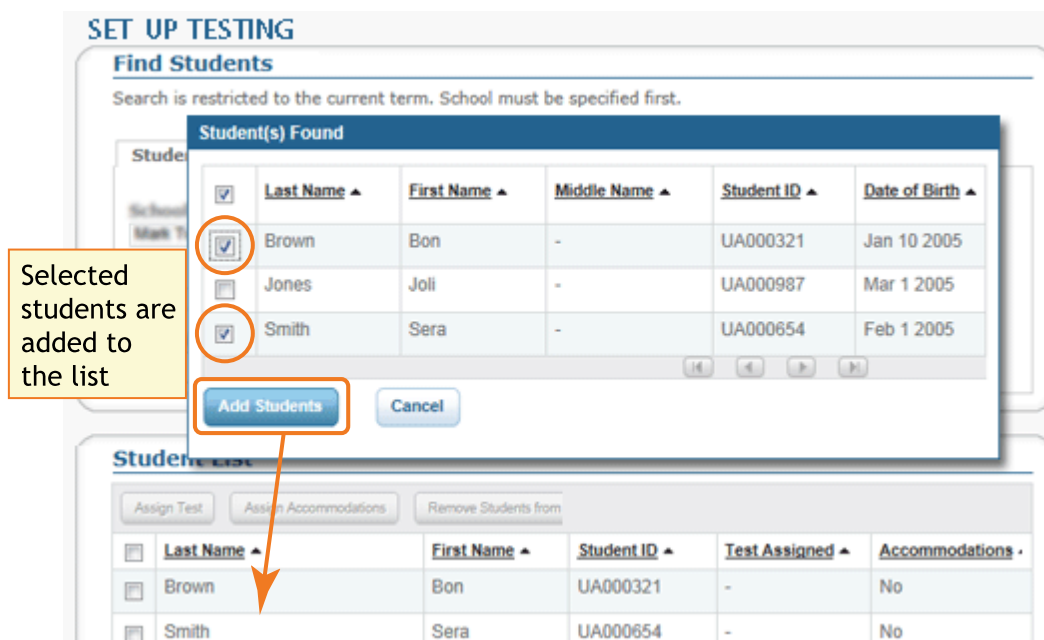 SET UP TESTING
Find Students
Search is restricted to the current term. School must be specified first.
Student(s) Found
Last Name First Name Middle Name Student ID Date of Birth
Brown Bon - UA000321 Jan 10 2005
Jones Joli - UA000987 Mar 1 2005
Smith Sera - UA000654 Feb 1 2005
Add Students Cancel
School
Mark
Selected
students are
added to
the list
Student List
Assign Test Assign Accommodations Remove Students from
Last Name First Name Student ID Test Assigned Accommodations
Brown Bon UA000321 - No
Smith Sera UA000654 - No